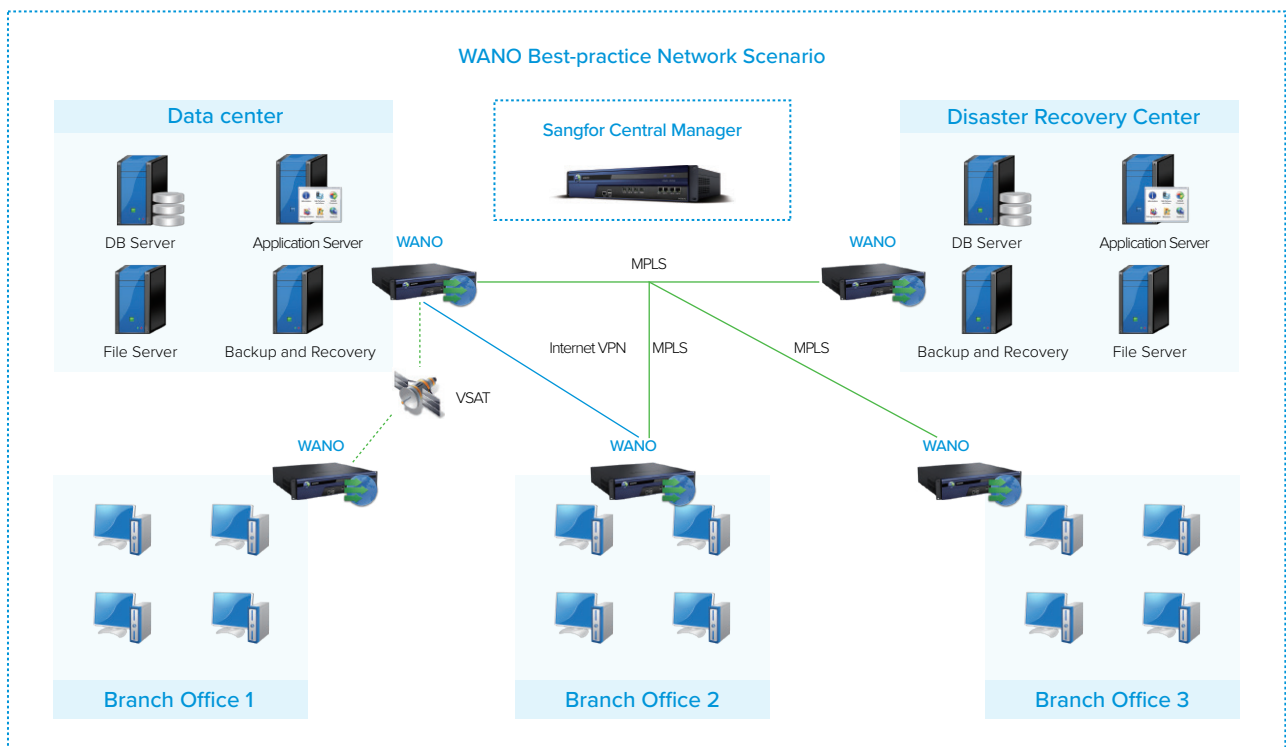 WANO Best-practice Network Scenario
Data center
Sangfor Central Manager
Disaster Recovery Center
DB Server
Application Server
WANO
WANO
DB Server
Application Server
MPLS
File Server
Backup and Recovery
Internet VPN
MPLS
MPLS
Backup and Recovery
File Server
VSAT
WANO
WANO
WANO
Branch Office 1
Branch Office 2
Branch Office 3